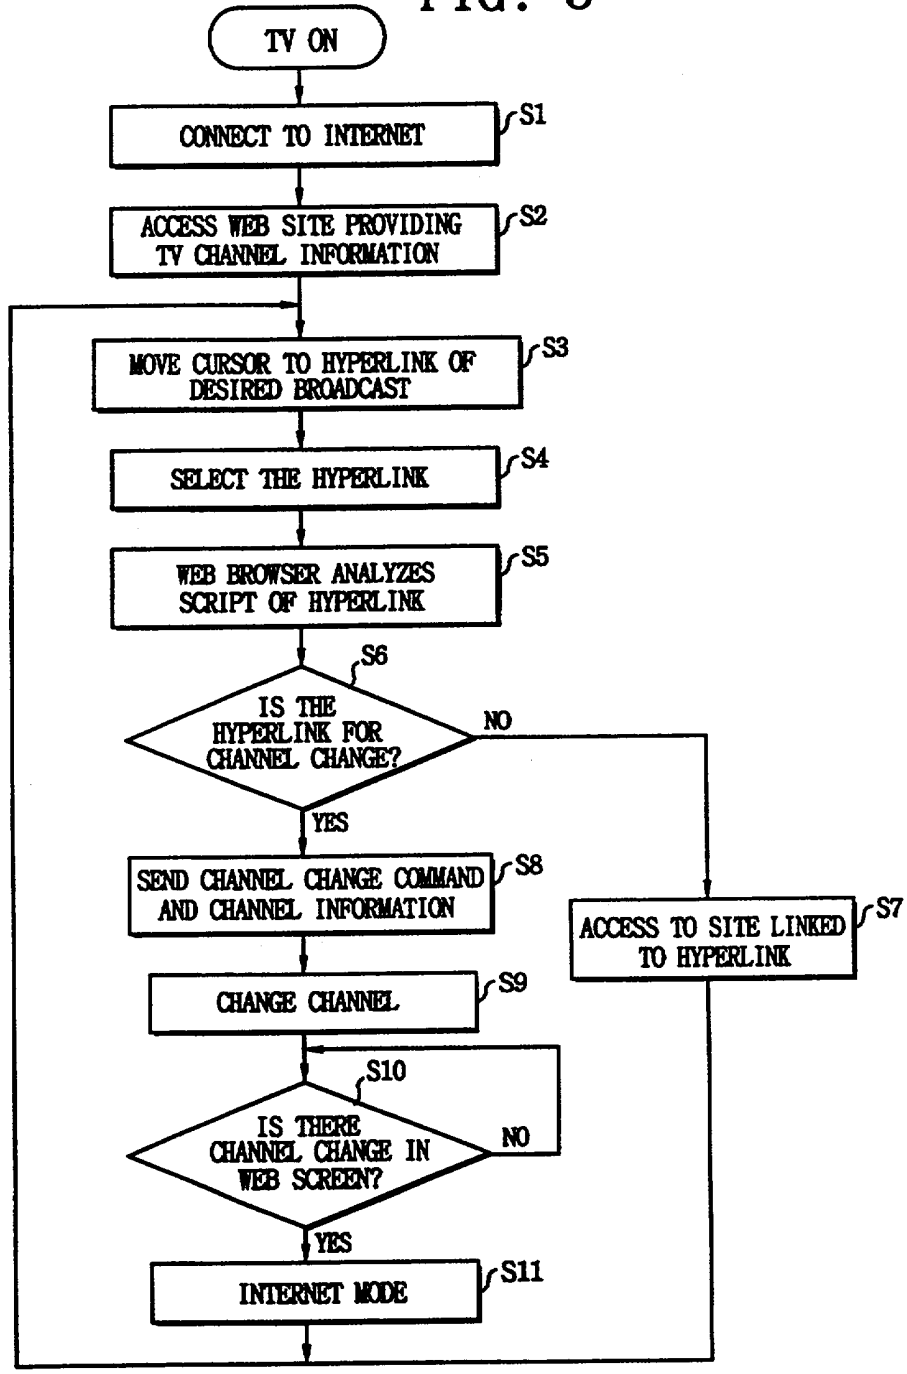 TV ON
S1
CONNECT TO INTERNET
S2
ACCESS WEB SITE PROVIDING
TV CHANNEL INFORMATION
S3
MOVE CURSOR TO HYPERLINK OF
DESIRED BROADCAST
S4
SELECT THE HYPERLINK
S5
WEB BROWSER ANALYZES
SCRIPT OF HYPERLINK
S6
IS THE
HYPERLINK FOR
CHANNEL CHANGE?
NO
YES
S8
SEND CHANNEL CHANGE COMMAND
AND CHANNEL INFORMATION
S7
ACCESS TO SITE LINKED
TO HYPERLINK
S9
CHANGE CHANNEL
S10
IS THERE
CHANNEL CHANGE IN
WEB SCREEN?
NO
YES
S11
INTERNET MODE